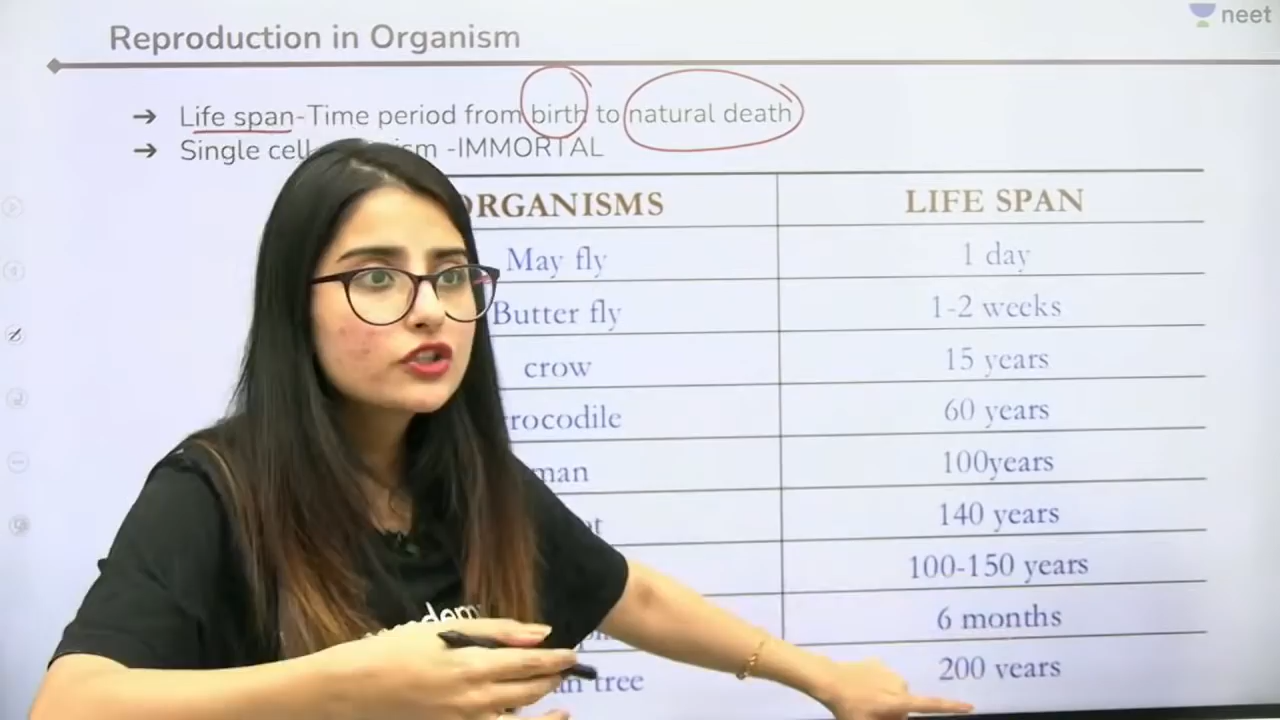 neet
Reproduction in Organism
→ Life span-Time period from birth to natural death
→ Single cell -IMMORTAL
ORGANISMS LIFE SPAN
May fly 1 day
Butter fly 1-2 weeks
crow 15 years
crocodile 60 years
man 100years
140 years
100-150 years
6 months
tree 200 years